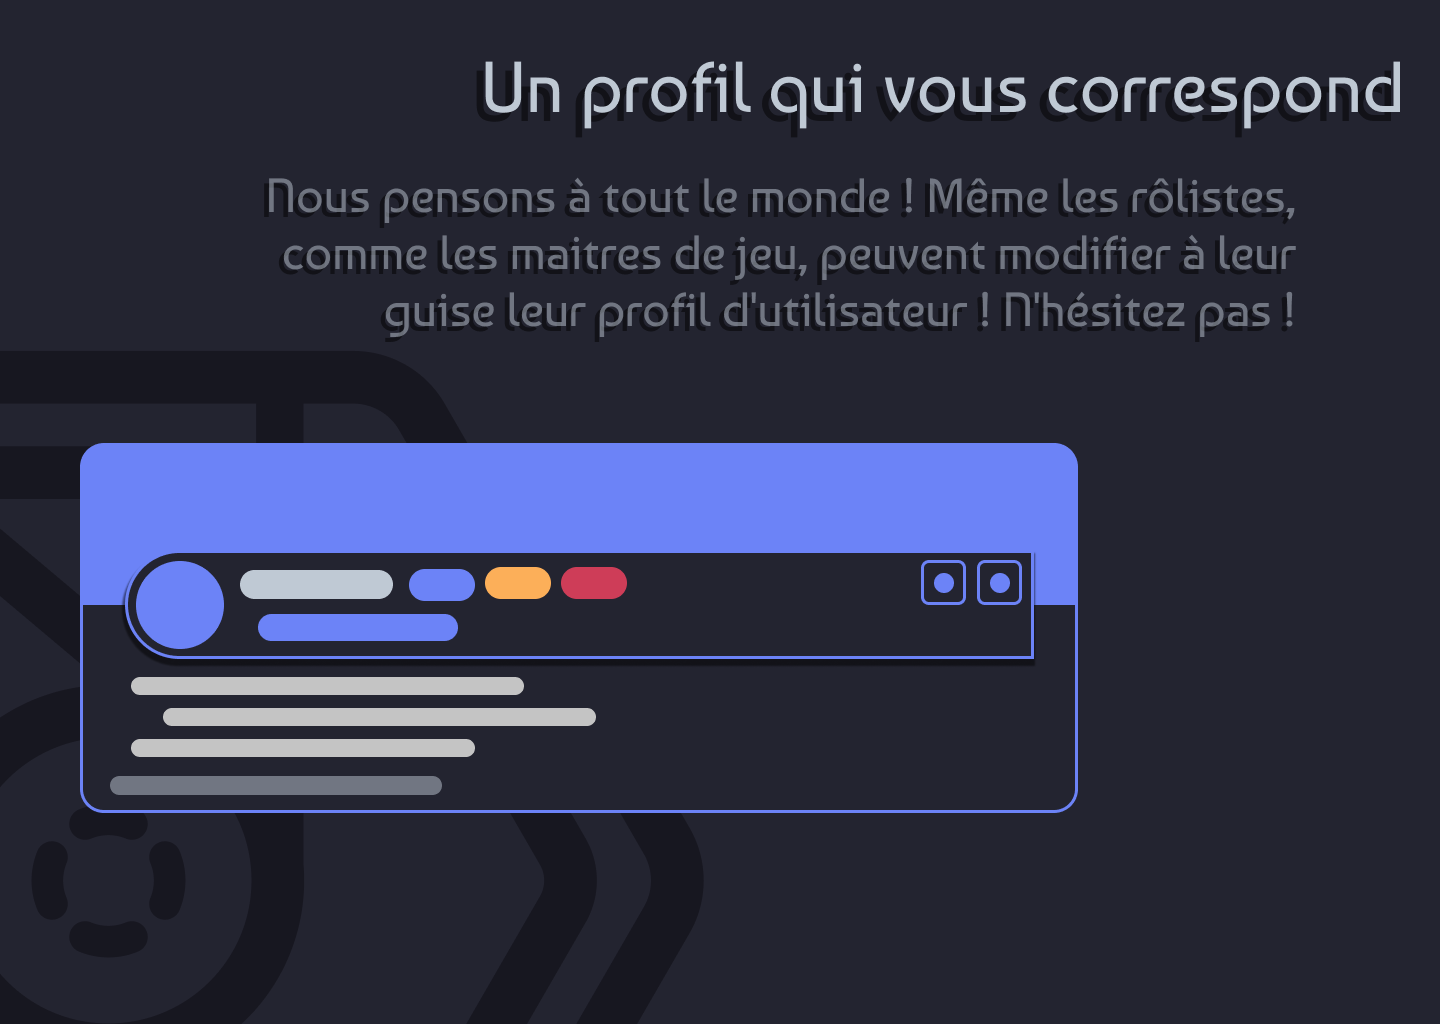 Un profil qui vous correspond
Nous pensons à tout le monde ! Même les rôlistes,
comme les maitres de jeu, peuvent modifier à leur
guise leur profil d'utilisateur ! N'hésitez pas !